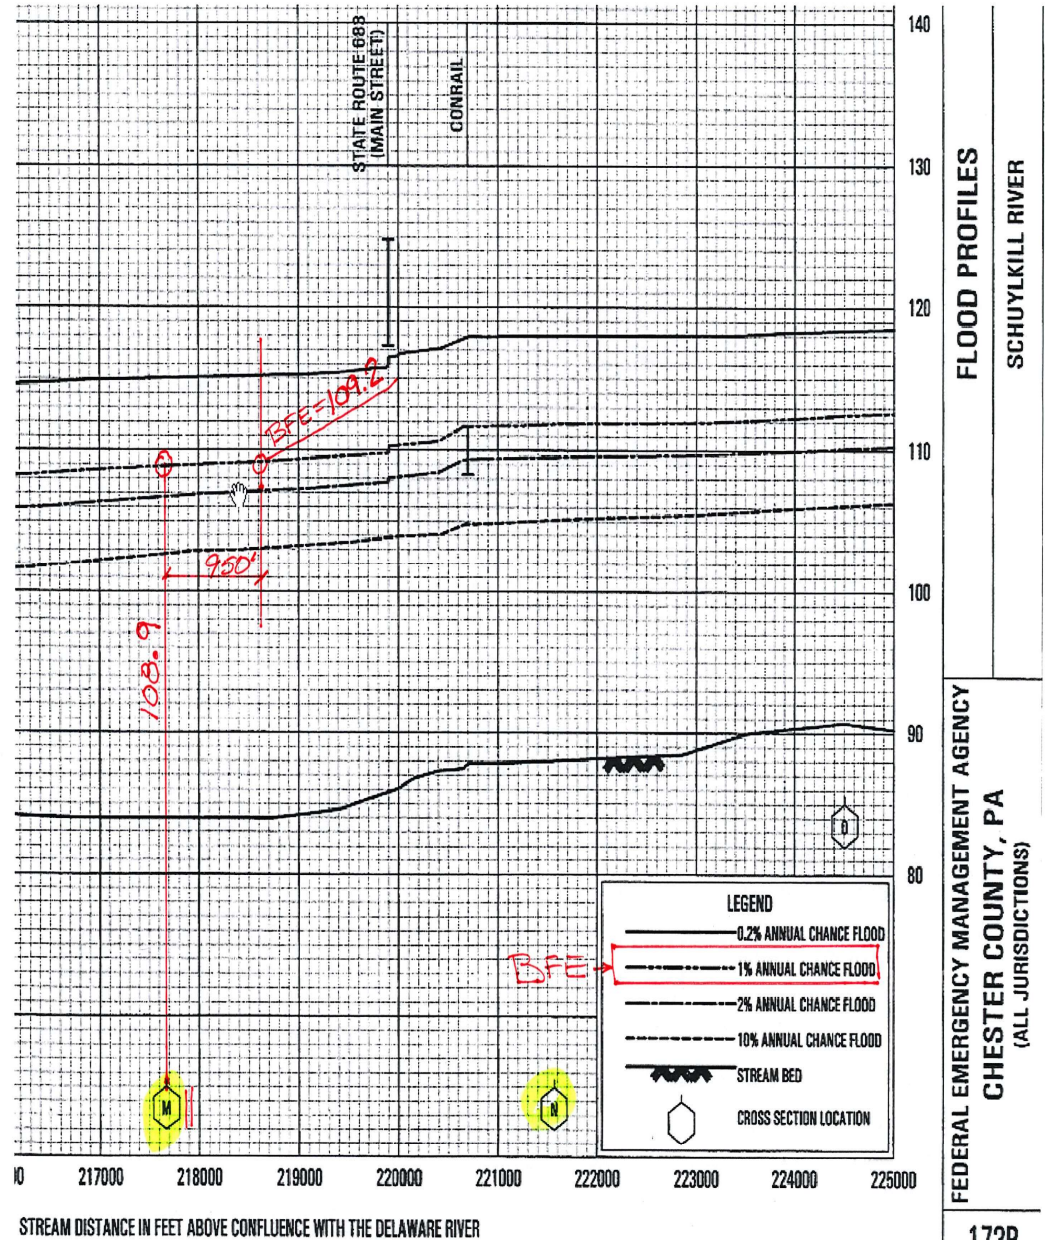 STATE ROUTE 683
(MAIN STREET)
CONRAIL
140
130
120
110
100
90
80
BFE=109.2
950'
108.9
D
LEGEND
0.2% ANNUAL CHANCE FLOOD
1% ANNUAL CHANCE FLOOD
2% ANNUAL CHANCE FLOOD
10% ANNUAL CHANCE FLOOD
STREAM BED
CROSS SECTION LOCATION
BFE
M
N
217000 218000 219000 220000 221000 222000 223000 224000 225000
STREAM DISTANCE IN FEET ABOVE CONFLUENCE WITH THE DELAWARE RIVER
FLOOD PROFILES
SCHUYLKILL RIVER
FEDERAL EMERGENCY MANAGEMENT AGENCY
CHESTER COUNTY, PA
(ALL JURISDICTIONS)